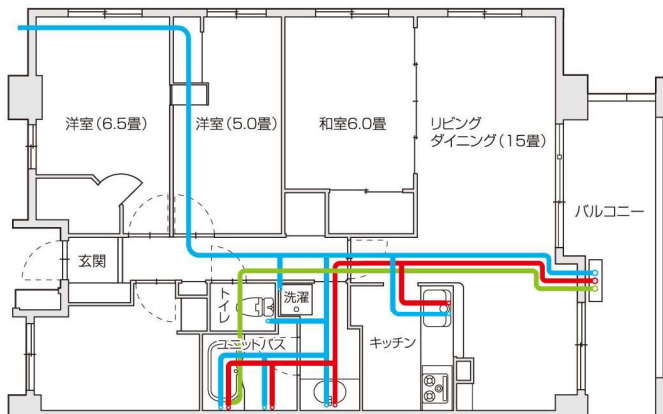 洋室(6.5畳)
洋室(5.0畳)
和室6.0畳
リビング
ダイニング(15畳)
バルコニー
玄関
トイレ
洗濯
ユニットバス
キッチン